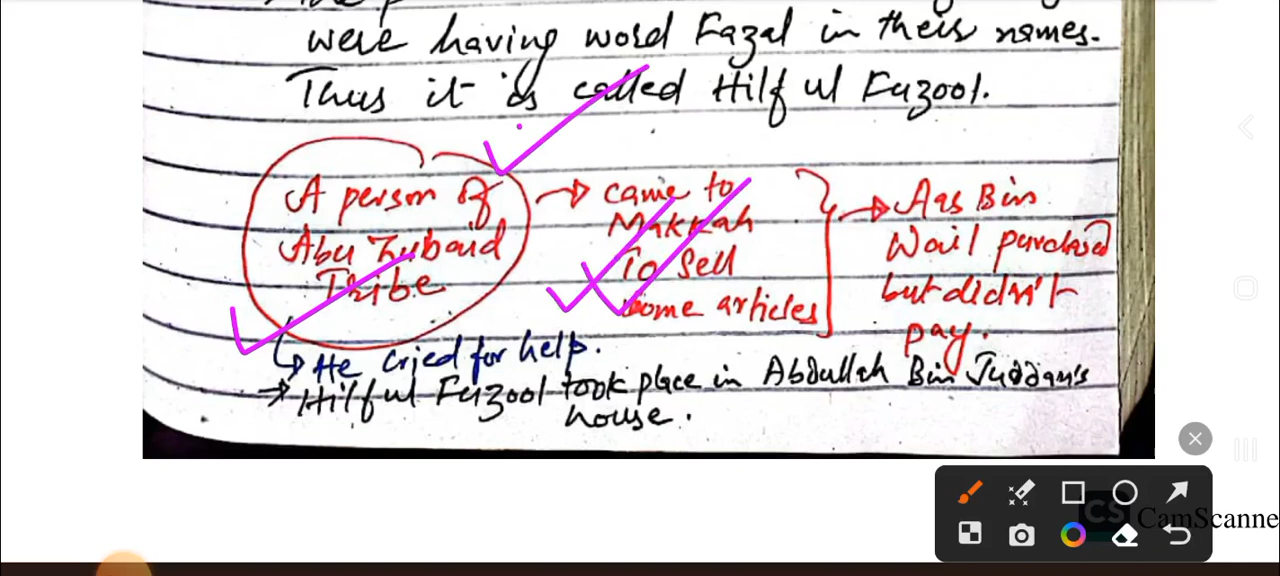 were having word Fazal in their names.
Thus it is called Hilful Fuzool.
A person of
Abu Zubaid
Tribe
came to
Makkah
To sell
some articles
Aas Bin
Wail purchased
but didn't
pay.
He cried for help.
Hilful Fuzool took place in Abdullah Bin Juddan's
house.
CS CamScanne